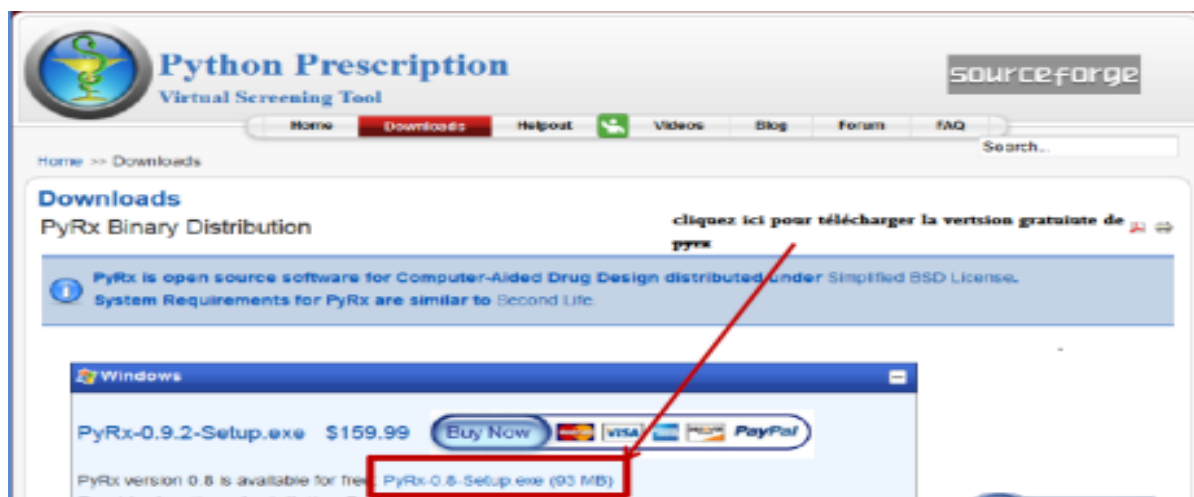 Python Prescription
Virtual Screening Tool
sourceforge
Home Downloads Helpout Videos Blog Forum FAQ
Search...
Home >> Downloads
Downloads
PyRx Binary Distribution
cliquez ici pour télécharger la vertsion gratuiute de
pyrx
PyRx is open source software for Computer-Aided Drug Design distributed under Simplified BSD License.
System Requirements for PyRx are similar to Second Life.
Windows
PyRx-0.9.2-Setup.exe $159.99 Buy Now VISA PayPal
PyRx version 0.8 is available for free PyRx-0.8-Setup.exe (93 MB)